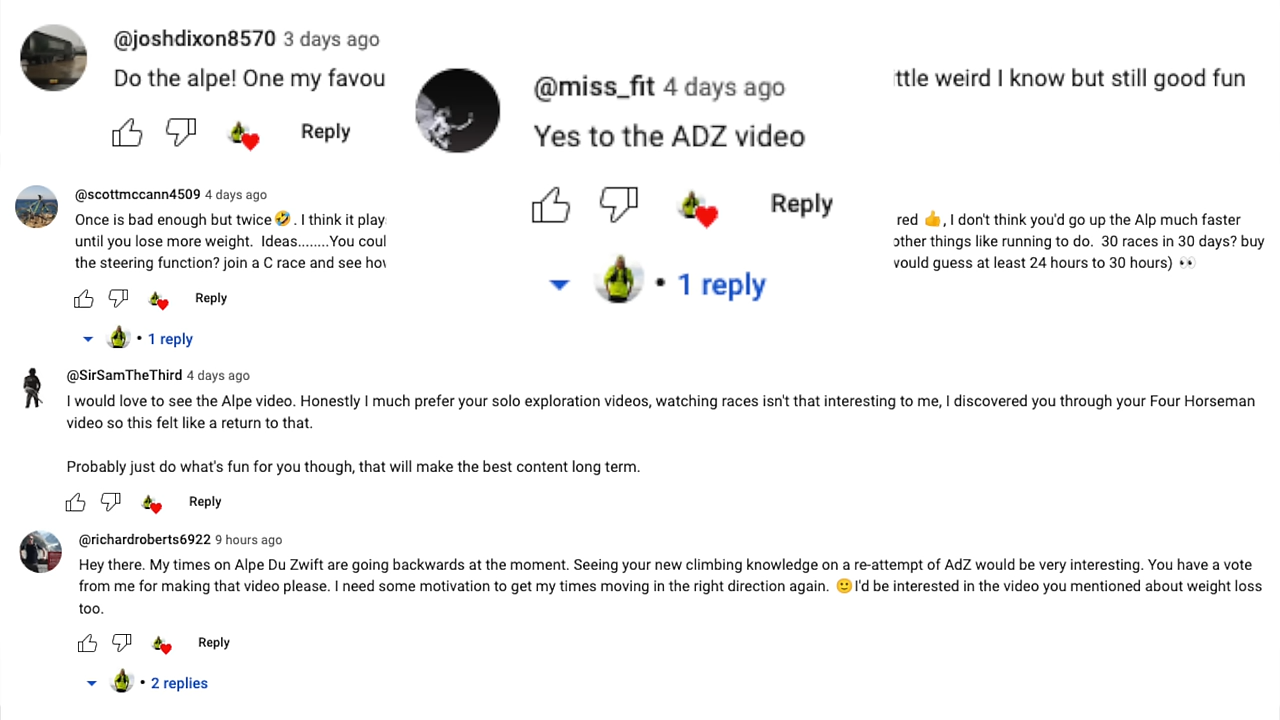 @joshdixon8570 3 days ago
Do the alpe! One my favou
ittle weird I know but still good fun
Reply
@miss_fit 4 days ago
Yes to the ADZ video
Reply
1 reply
@scottmccann4509 4 days ago
Once is bad enough but twice 🤣. I think it play
red 👍, I don't think you'd go up the Alp much faster
until you lose more weight. Ideas........You coul
other things like running to do. 30 races in 30 days? buy
the steering function? join a C race and see how
would guess at least 24 hours to 30 hours) 👀
Reply
1 reply
@SirSamTheThird 4 days ago
I would love to see the Alpe video. Honestly I much prefer your solo exploration videos, watching races isn't that interesting to me, I discovered you through your Four Horseman
video so this felt like a return to that.
Probably just do what's fun for you though, that will make the best content long term.
Reply
@richardroberts6922 9 hours ago
Hey there. My times on Alpe Du Zwift are going backwards at the moment. Seeing your new climbing knowledge on a re-attempt of AdZ would be very interesting. You have a vote
from me for making that video please. I need some motivation to get my times moving in the right direction again. 🙂I'd be interested in the video you mentioned about weight loss
too.
Reply
2 replies